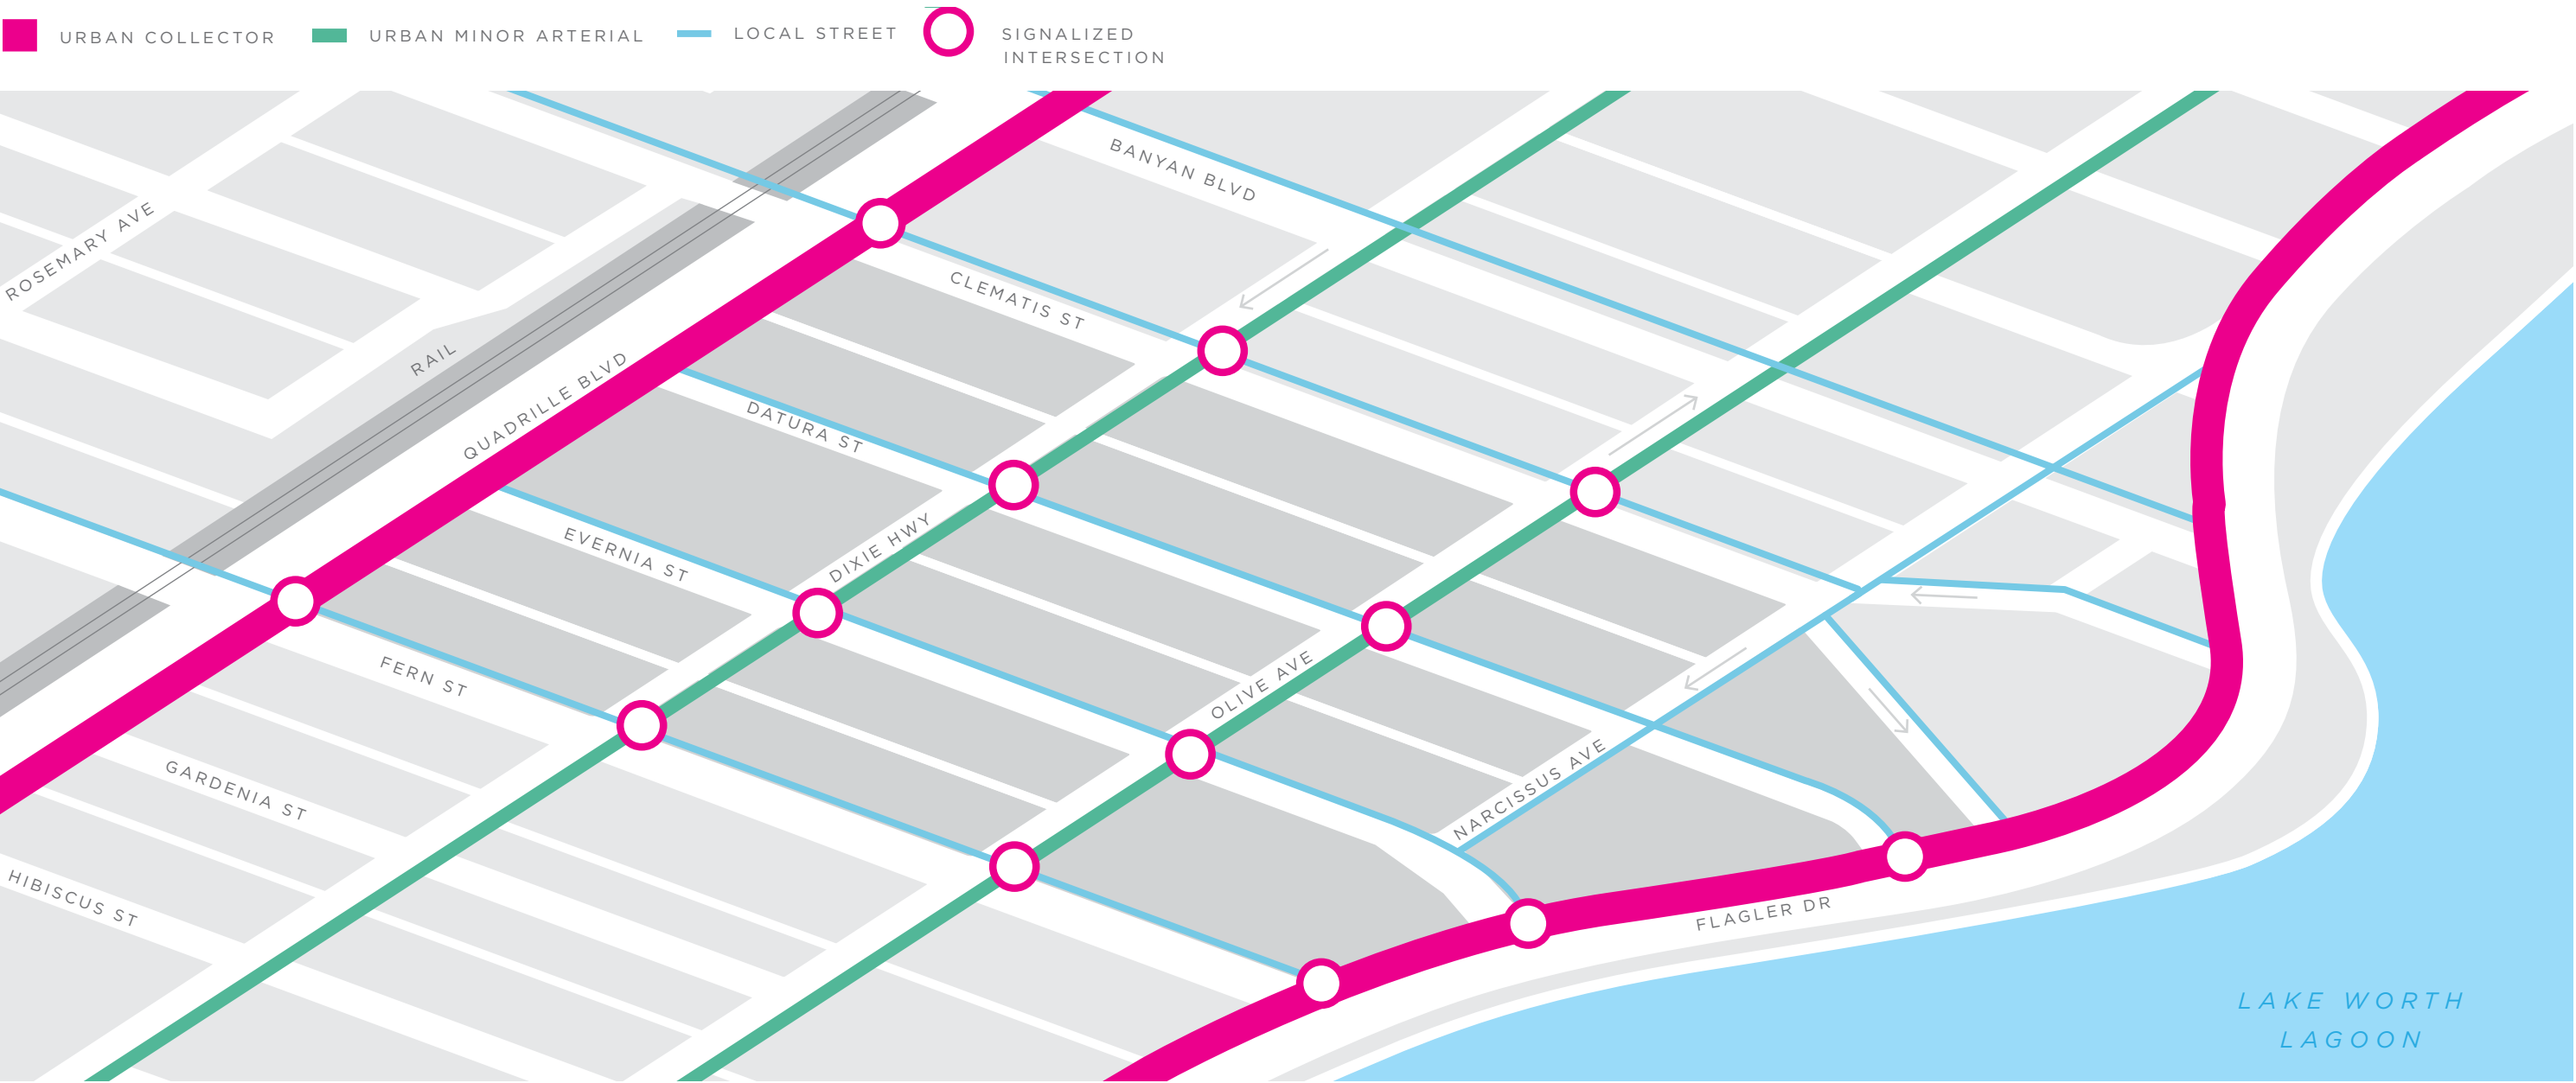 URBAN COLLECTOR
URBAN MINOR ARTERIAL
LOCAL STREET
SIGNALIZED
INTERSECTION
BANYAN BLVD
ROSEMARY AVE
CLEMATIS ST
RAIL
QUADRILLE BLVD
DATURA ST
EVERNIA ST
DIXIE HWY
FERN ST
OLIVE AVE
GARDENIA ST
NARCISSUS AVE
HIBISCUS ST
FLAGLER DR
LAKE WORTH
LAGOON